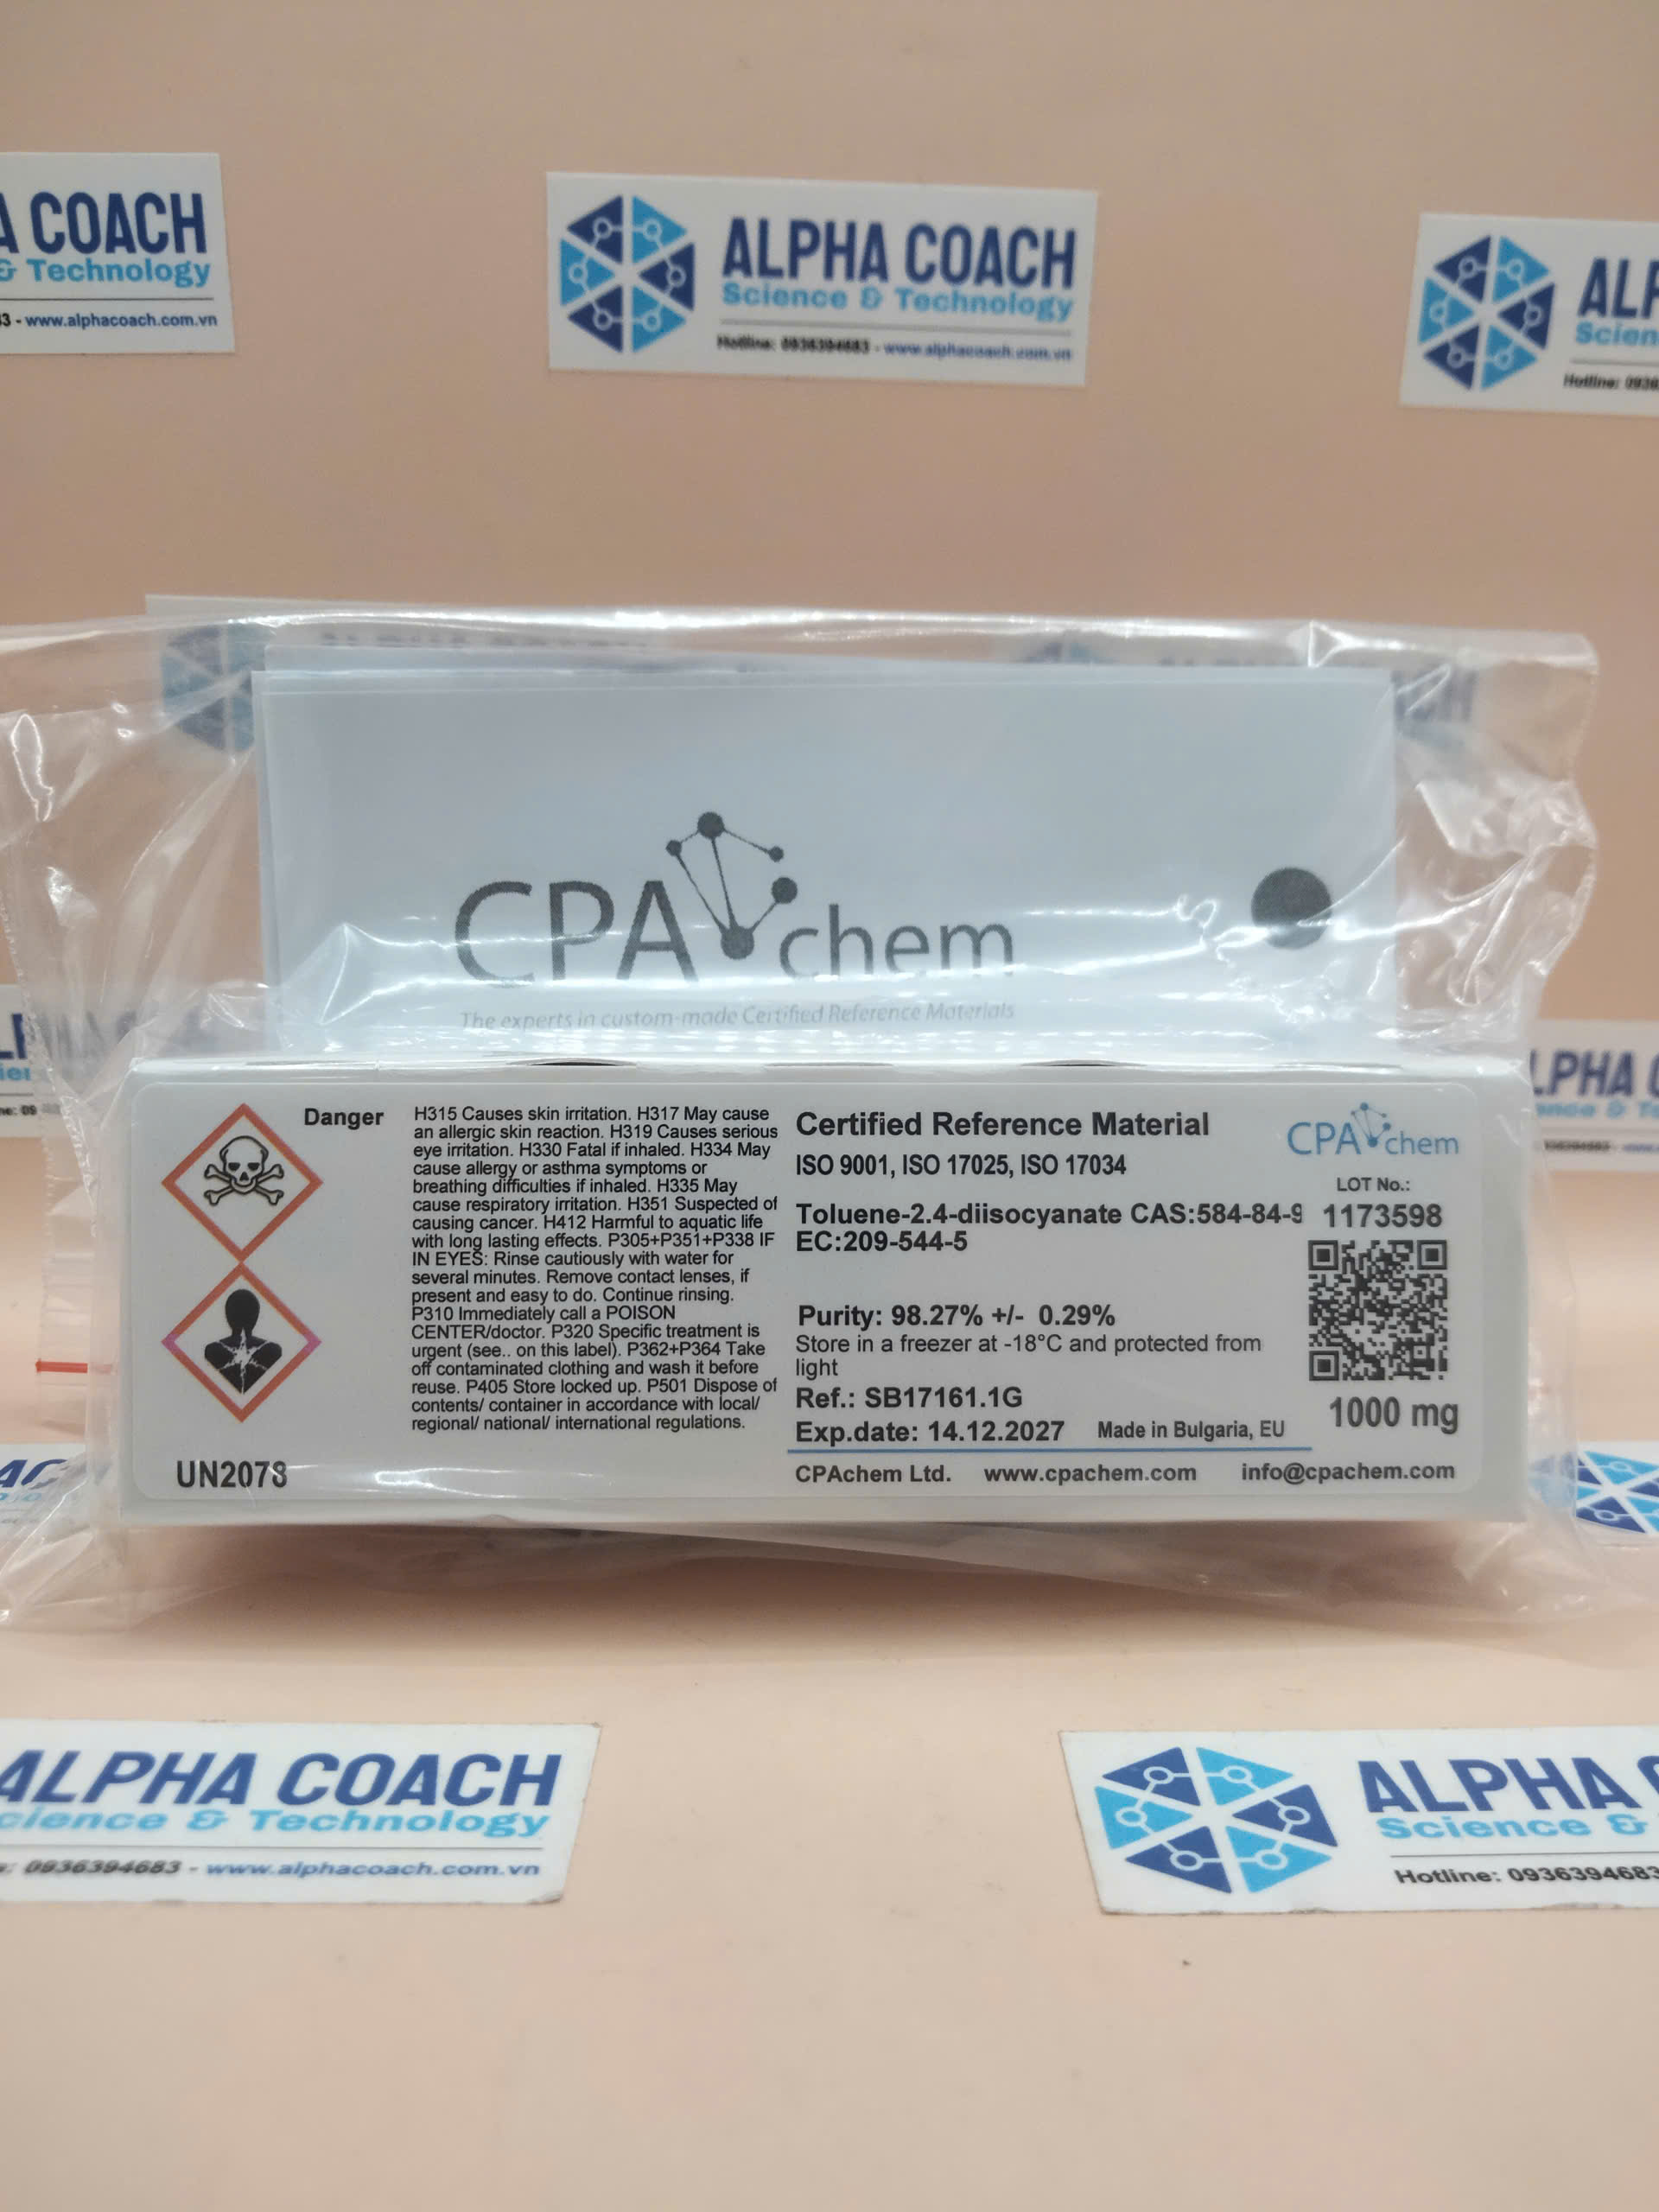 A COACH
& Technology
3 - www.alphacoach.com.vn
ALPHA COACH
Science & Technology
Hotline: 0936394683 - www.alphacoach.com.vn
ALP
Scien
Hotline: 0936
CPAchem
The experts in custom-made Certified Reference Materials
Danger
H315 Causes skin irritation. H317 May cause
an allergic skin reaction. H319 Causes serious
eye irritation. H330 Fatal if inhaled. H334 May
cause allergy or asthma symptoms or
breathing difficulties if inhaled. H335 May
cause respiratory irritation. H351 Suspected of
causing cancer. H412 Harmful to aquatic life
with long lasting effects. P305+P351+P338 IF
IN EYES: Rinse cautiously with water for
several minutes. Remove contact lenses, if
present and easy to do. Continue rinsing.
P310 Immediately call a POISON
CENTER/doctor. P320 Specific treatment is
urgent (see.. on this label). P362+P364 Take
off contaminated clothing and wash it before
reuse. P405 Store locked up. P501 Dispose of
contents/ container in accordance with local/
regional/ national/ international regulations.
UN2078
Certified Reference Material
ISO 9001, ISO 17025, ISO 17034
Toluene-2.4-diisocyanate CAS:584-84-9
EC:209-544-5
Purity: 98.27% +/- 0.29%
Store in a freezer at -18°C and protected from
light
Ref.: SB17161.1G
Exp.date: 14.12.2027 Made in Bulgaria, EU
CPAchem Ltd. www.cpachem.com info@cpachem.com
CPAchem
LOT No.:
1173598
1000 mg
LPHA
ALPHA COACH
cience & Technology
: 0936394683 - www.alphacoach.com.vn
ALPHA
Science &
Hotline: 0936394683